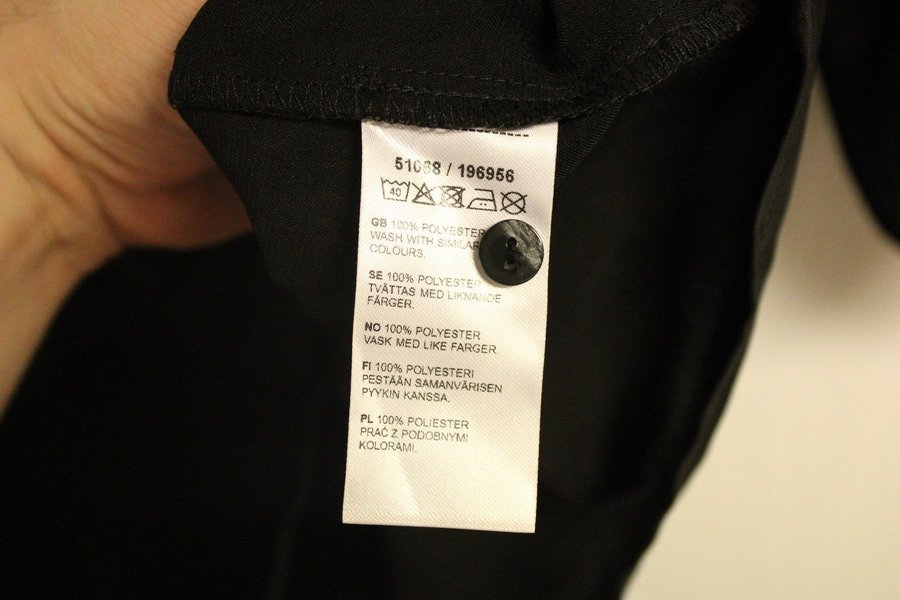 51068 / 196956
40
GB 100% POLYESTER
WASH WITH SIMILAR
COLOURS.
SE 100% POLYESTER
TVÄTTAS MED LIKNANDE
FÄRGER.
NO 100% POLYESTER
VASK MED LIKE FARGER.
FI 100% POLYESTERI
PESTÄÄN SAMANVÄRISEN
PYYKIN KANSSA.
PL 100% POLIESTER
PRAĆ Z PODOBNYMI
KOLORAMI.